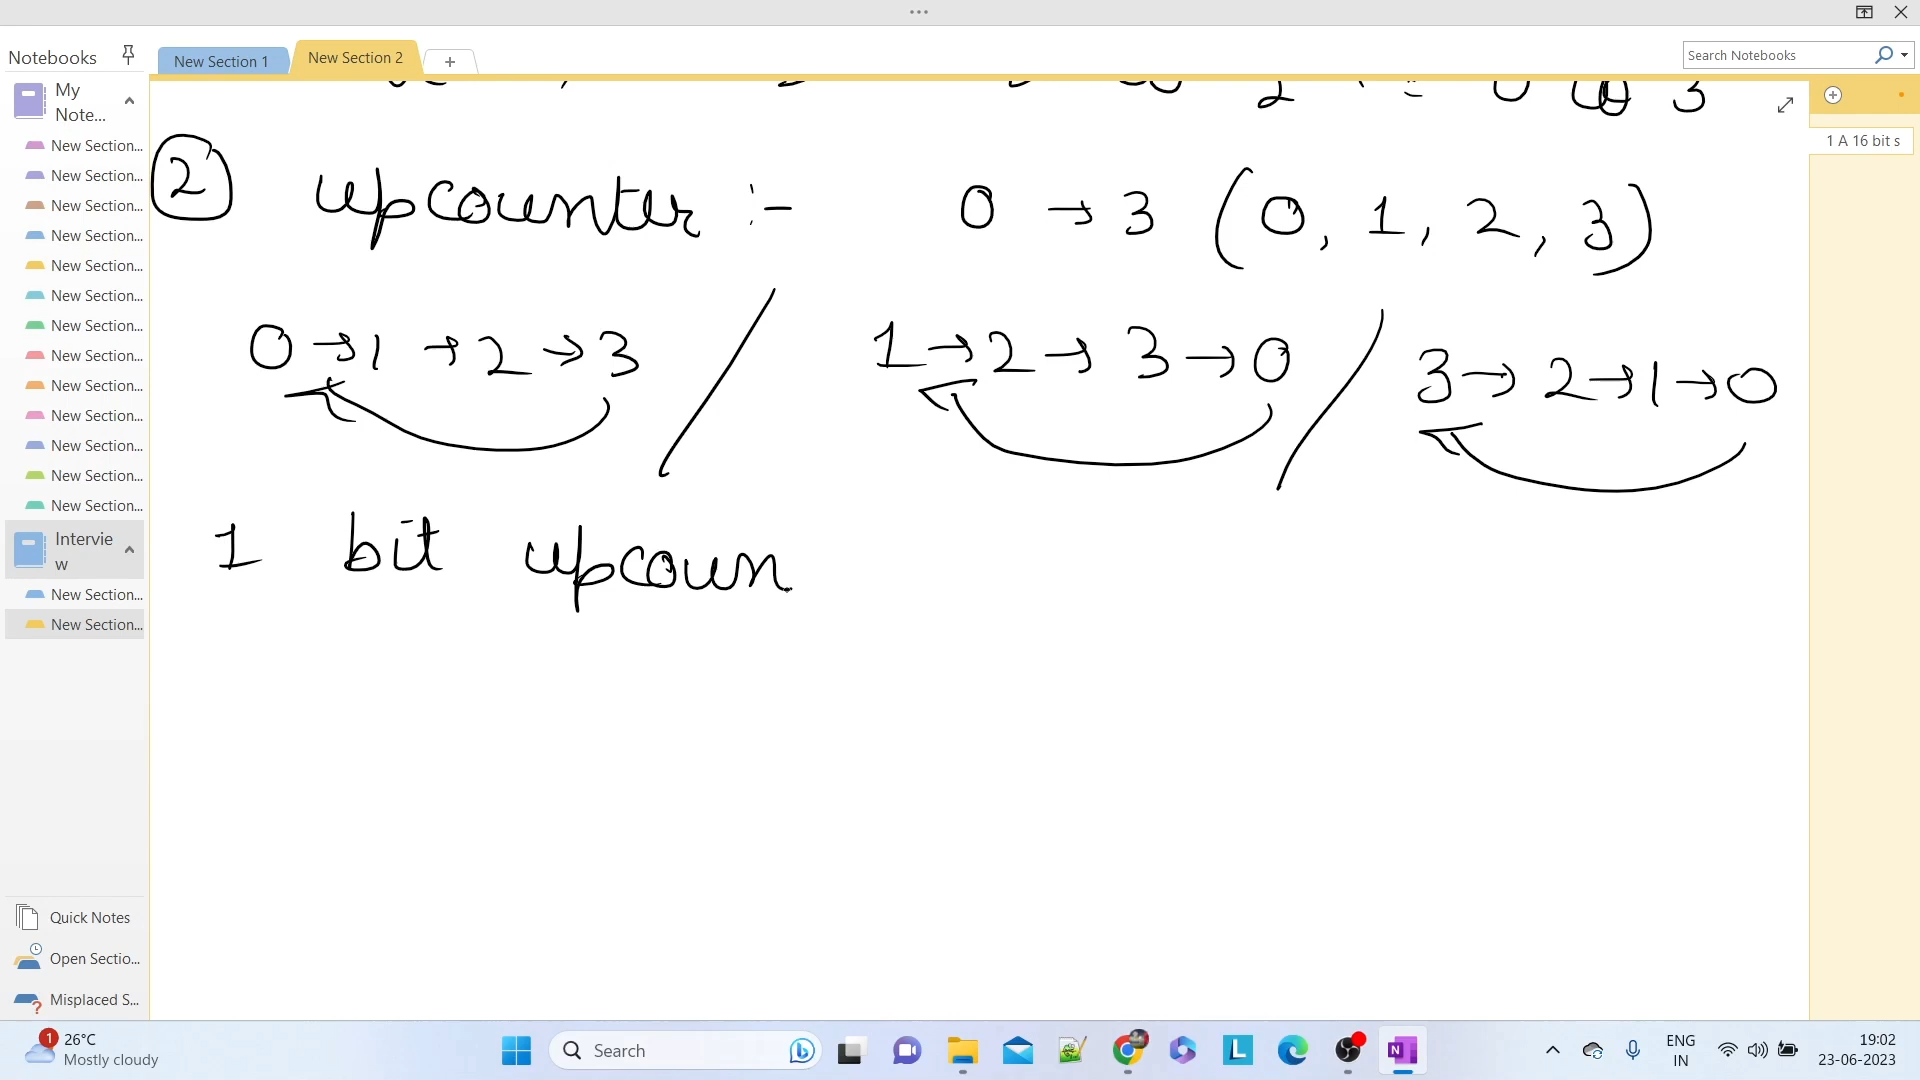 Notebooks
New Section 1
New Section 2
+
Search Notebooks
My
Note...
New Section...
New Section...
New Section...
New Section...
New Section...
New Section...
New Section...
New Section...
New Section...
New Section...
New Section...
New Section...
New Section...
Intervie
w
New Section...
New Section...
Quick Notes
Open Sectio...
Misplaced S...
1 A 16 bit s
2 3
② upcounter :- 0 → 3 (0, 1, 2, 3)
0 → 1 → 2 → 3 / 1 → 2 → 3 → 0 / 3 → 2 → 1 → 0
1 bit upcoun
1
26°C
Mostly cloudy
Search
L
N
ENG
IN
19:02
23-06-2023